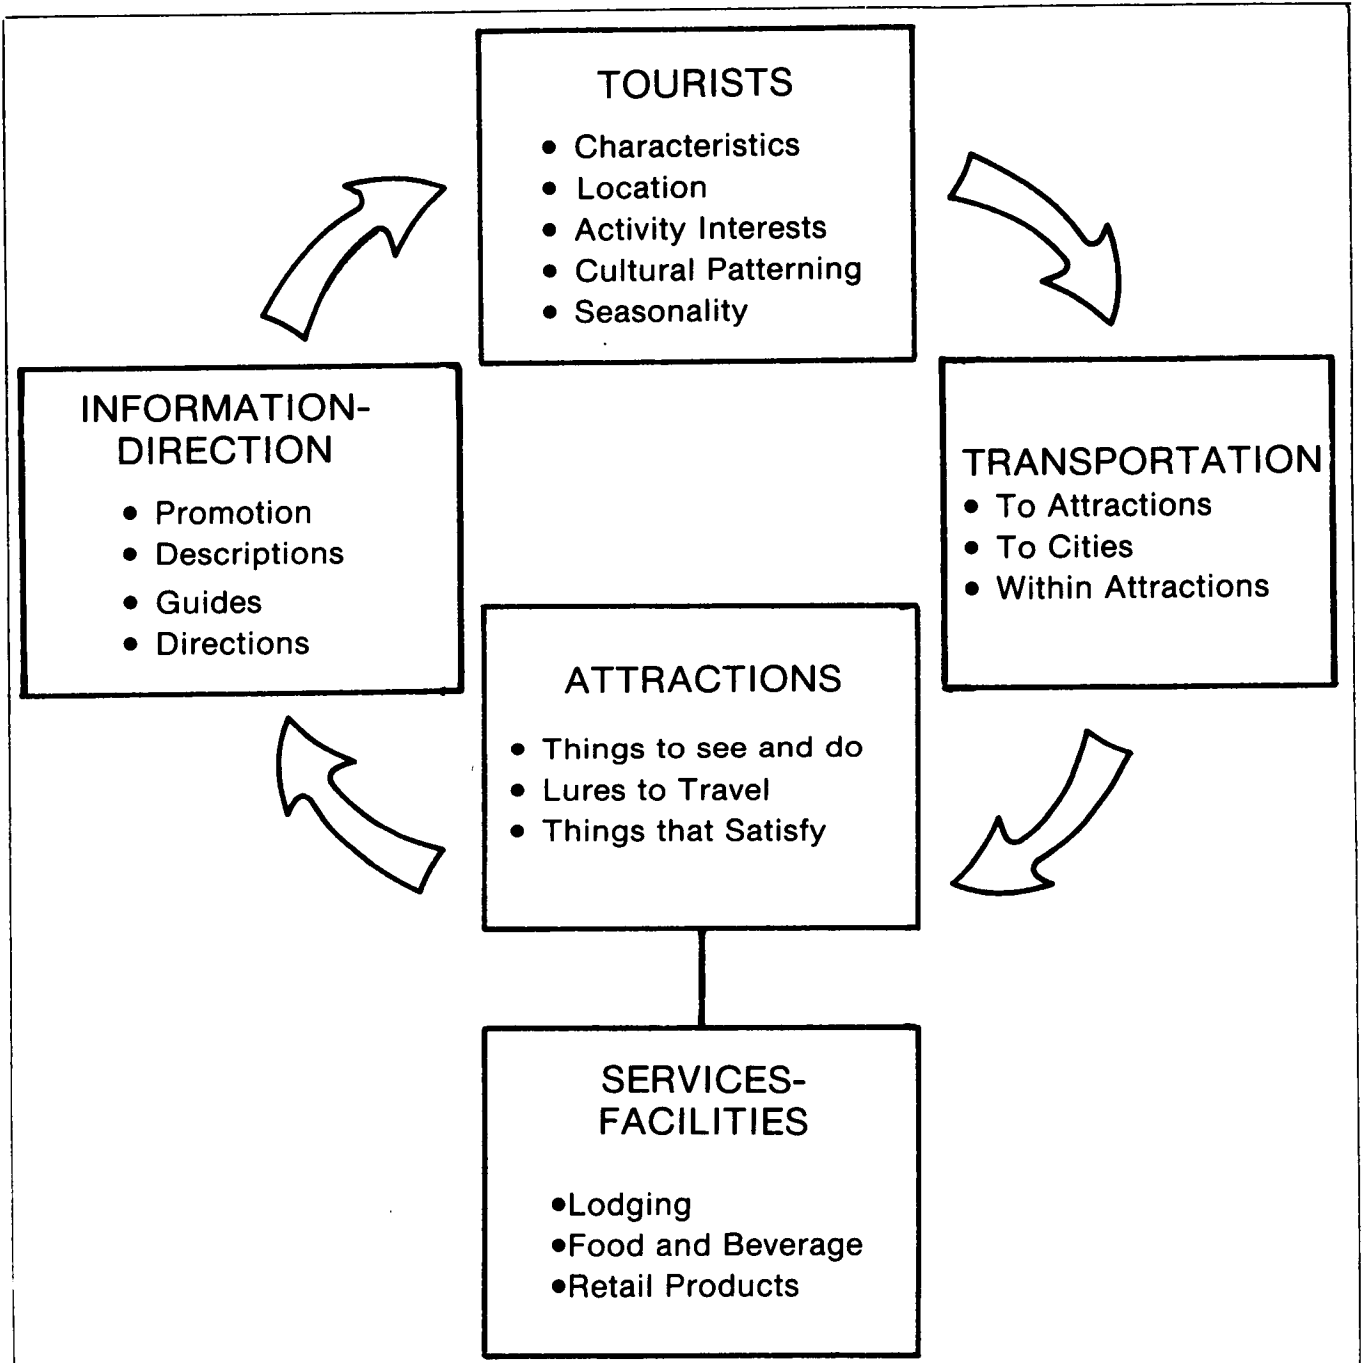 TOURISTS
• Characteristics
• Location
• Activity Interests
• Cultural Patterning
• Seasonality
INFORMATION-
DIRECTION
• Promotion
• Descriptions
• Guides
• Directions
TRANSPORTATION
• To Attractions
• To Cities
• Within Attractions
ATTRACTIONS
• Things to see and do
• Lures to Travel
• Things that Satisfy
SERVICES-
FACILITIES
•Lodging
•Food and Beverage
•Retail Products